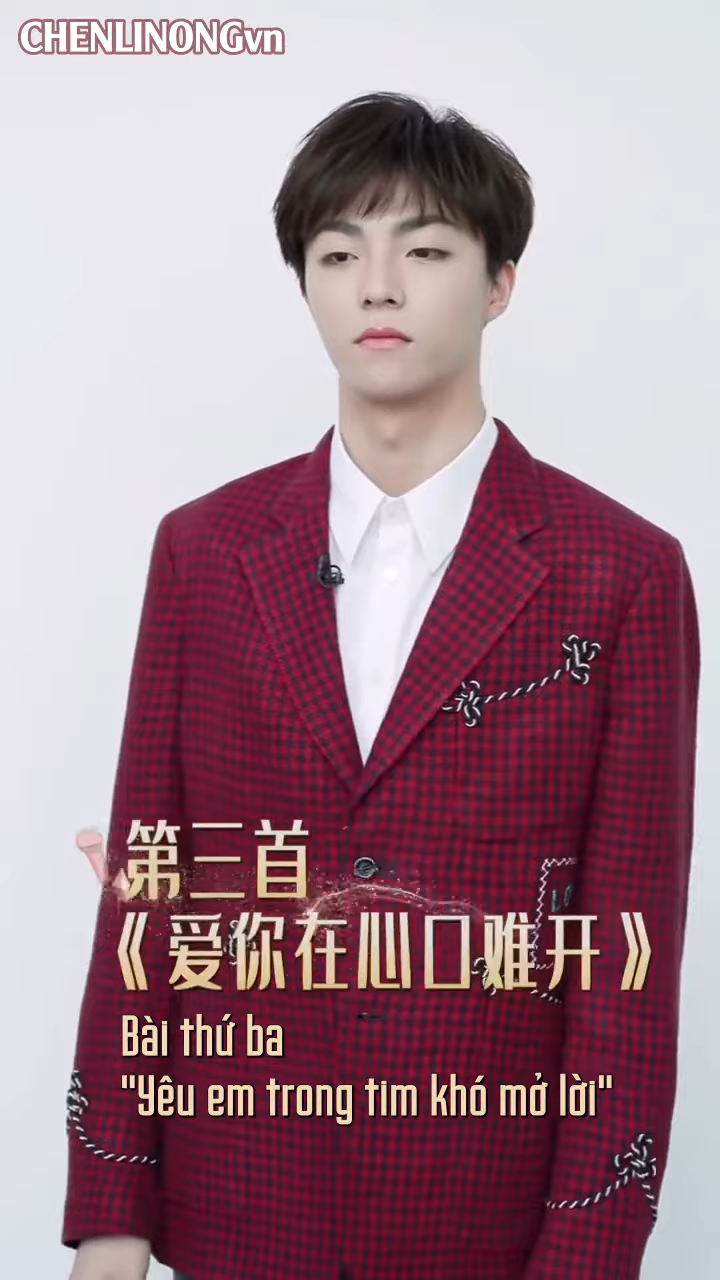 CHENLINONGvn
第三首
《爱你在心口难开》
Bài thứ ba
"Yêu em trong tim khó mở lời"